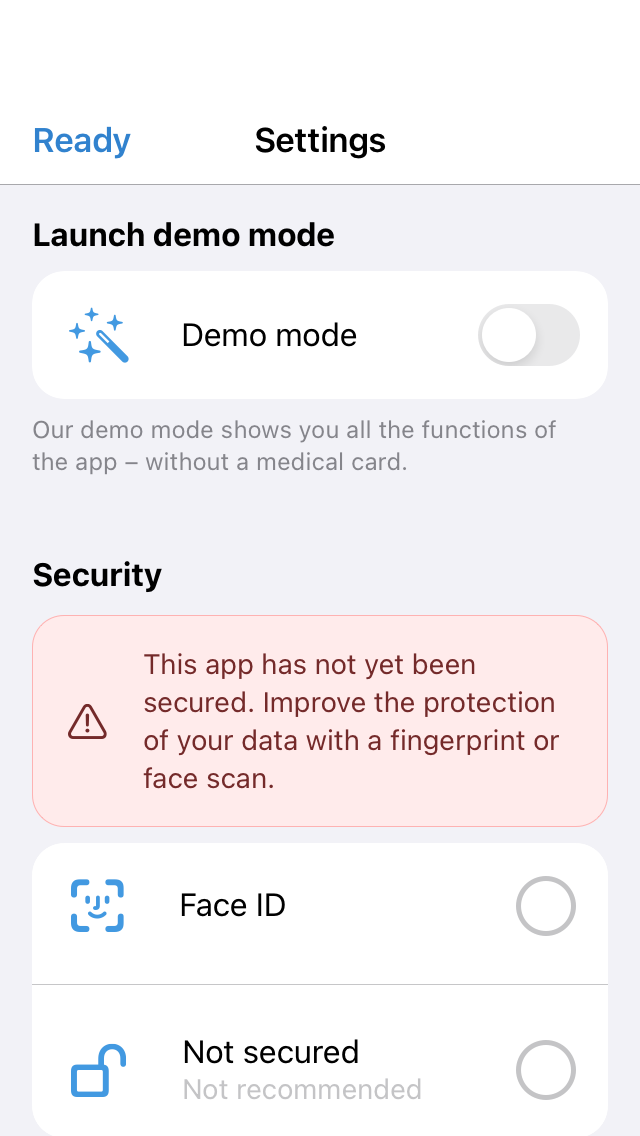 Ready
Settings
Launch demo mode
Demo mode
Our demo mode shows you all the functions of
the app – without a medical card.
Security
This app has not yet been
secured. Improve the protection
of your data with a fingerprint or
face scan.
Face ID
Not secured
Not recommended